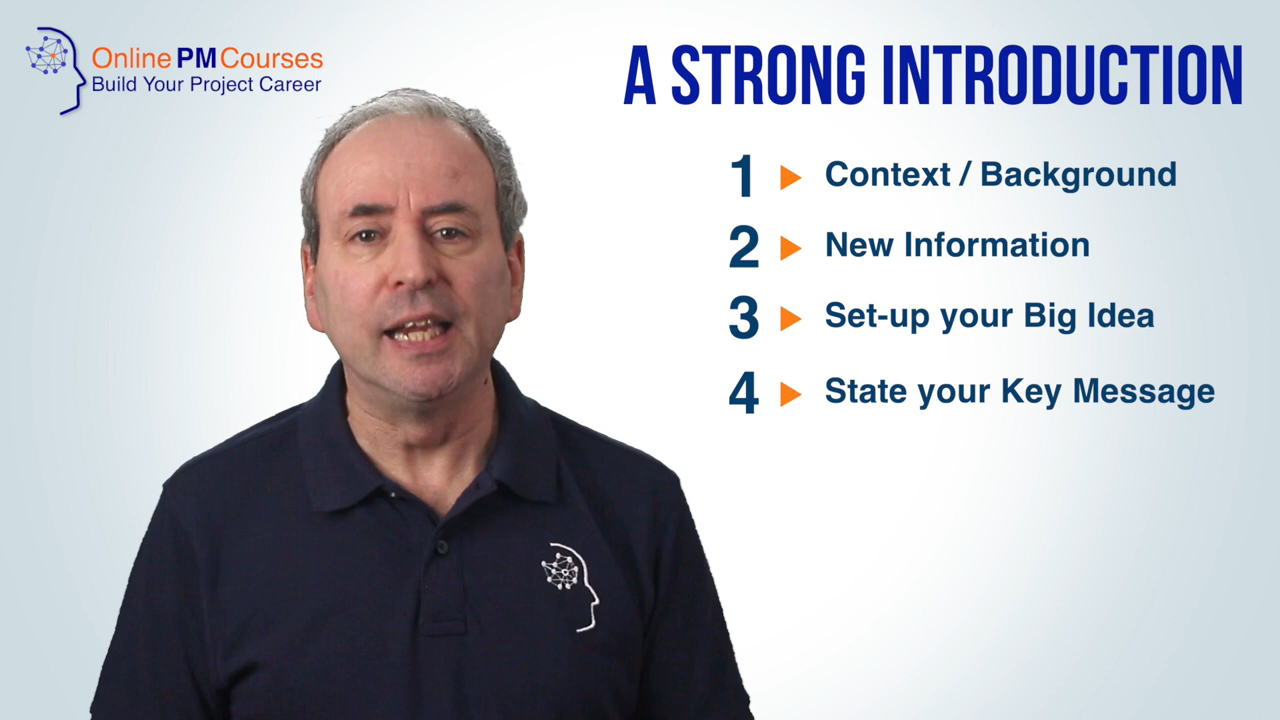 Online PM Courses
Build Your Project Career
A STRONG INTRODUCTION
1 Context / Background
2 New Information
3 Set-up your Big Idea
4 State your Key Message